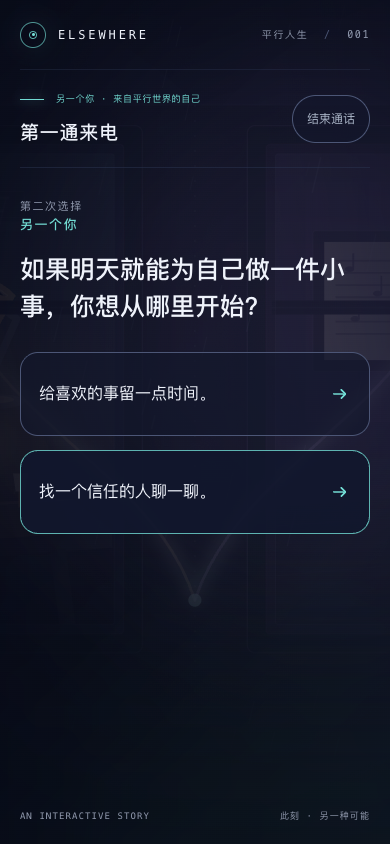 ELSEWHERE
平行人生 / 001
另一个你 · 来自平行世界的自己
第一通来电
结束通话
第二次选择
另一个你
如果明天就能为自己做一件小
事，你想从哪里开始？
给喜欢的事留一点时间。 →
找一个信任的人聊一聊。 →
AN INTERACTIVE STORY
此刻 · 另一种可能